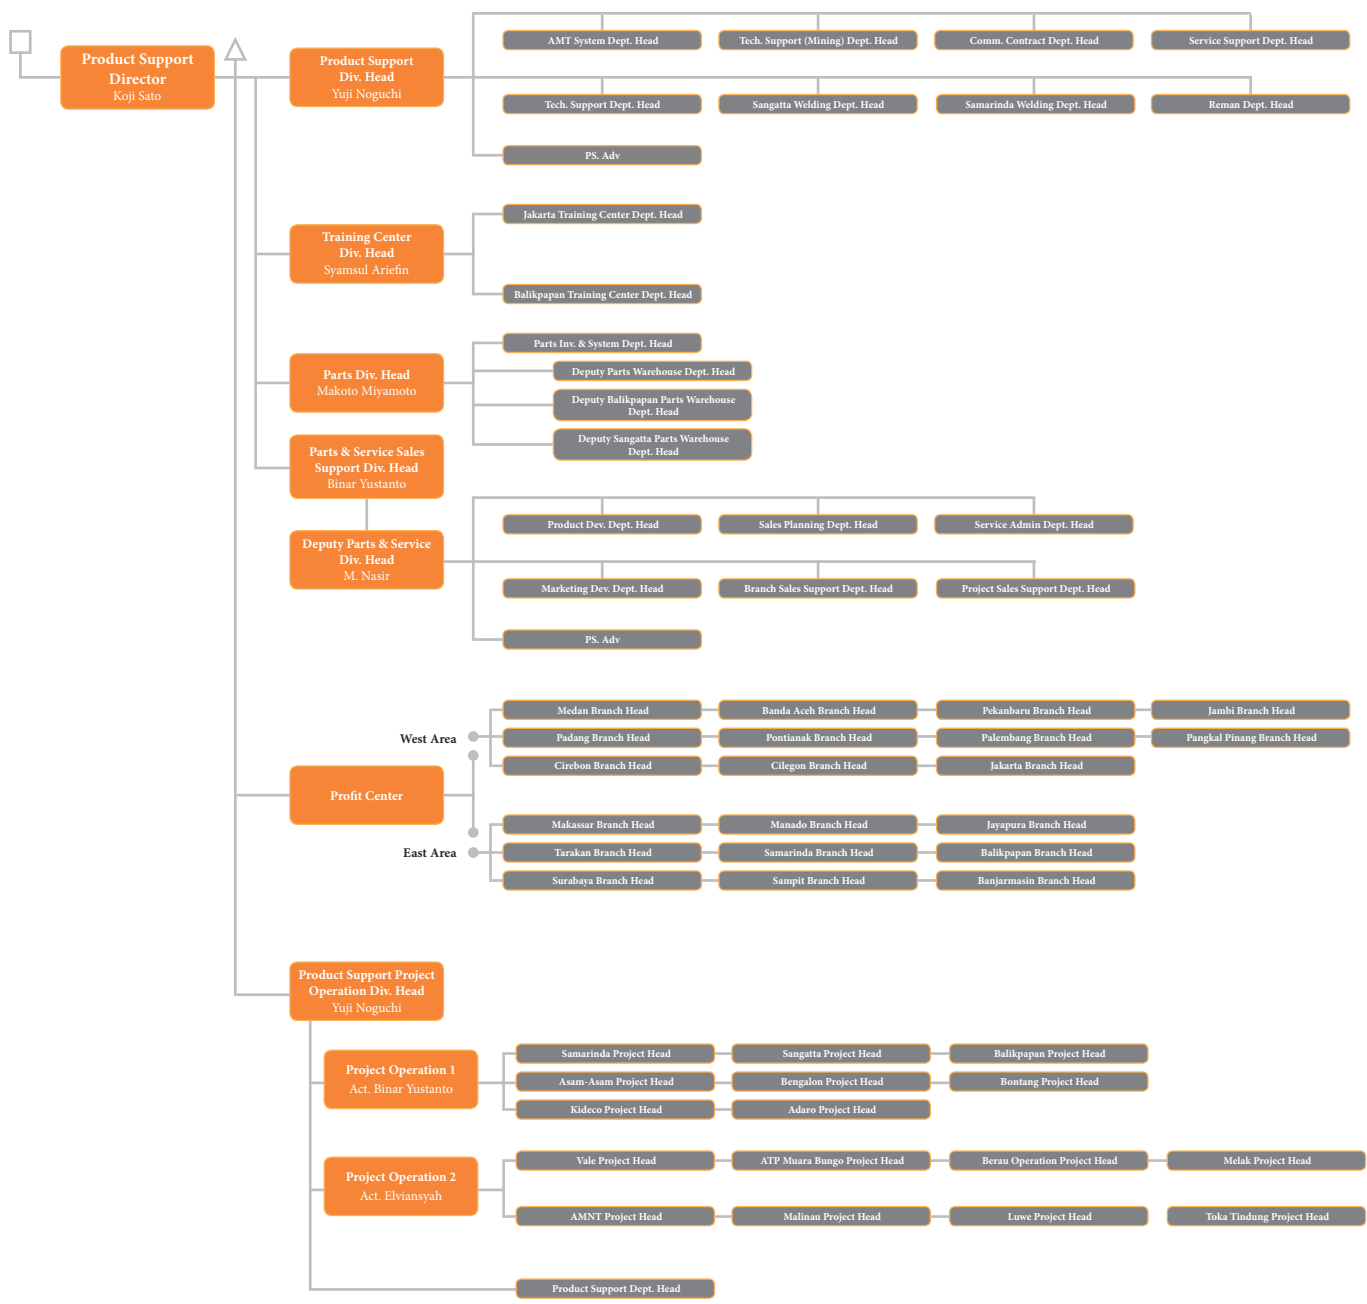 Product Support
Director
Koji Sato
Product Support
Div. Head
Yuji Noguchi
AMT System Dept. Head
Tech. Support (Mining) Dept. Head
Comm. Contract Dept. Head
Service Support Dept. Head
Tech. Support Dept. Head
Sangatta Welding Dept. Head
Samarinda Welding Dept. Head
Reman Dept. Head
PS. Adv
Training Center
Div. Head
Syamsul Ariefin
Jakarta Training Center Dept. Head
Balikpapan Training Center Dept. Head
Parts Div. Head
Makoto Miyamoto
Parts Inv. & System Dept. Head
Deputy Parts Warehouse Dept. Head
Deputy Balikpapan Parts Warehouse
Dept. Head
Deputy Sangatta Parts Warehouse
Dept. Head
Parts & Service Sales
Support Div. Head
Binar Yustanto
Deputy Parts & Service
Div. Head
M. Nasir
Product Dev. Dept. Head
Sales Planning Dept. Head
Service Admin Dept. Head
Marketing Dev. Dept. Head
Branch Sales Support Dept. Head
Project Sales Support Dept. Head
PS. Adv
Profit Center
West Area
Medan Branch Head
Banda Aceh Branch Head
Pekanbaru Branch Head
Jambi Branch Head
Padang Branch Head
Pontianak Branch Head
Palembang Branch Head
Pangkal Pinang Branch Head
Cirebon Branch Head
Cilegon Branch Head
Jakarta Branch Head
East Area
Makassar Branch Head
Manado Branch Head
Jayapura Branch Head
Tarakan Branch Head
Samarinda Branch Head
Balikpapan Branch Head
Surabaya Branch Head
Sampit Branch Head
Banjarmasin Branch Head
Product Support Project
Operation Div. Head
Yuji Noguchi
Project Operation 1
Act. Binar Yustanto
Samarinda Project Head
Sangatta Project Head
Balikpapan Project Head
Asam-Asam Project Head
Bengalon Project Head
Bontang Project Head
Kideco Project Head
Adaro Project Head
Project Operation 2
Act. Elviansyah
Vale Project Head
ATP Muara Bungo Project Head
Berau Operation Project Head
Melak Project Head
AMNT Project Head
Malinau Project Head
Luwe Project Head
Toka Tindung Project Head
Product Support Dept. Head